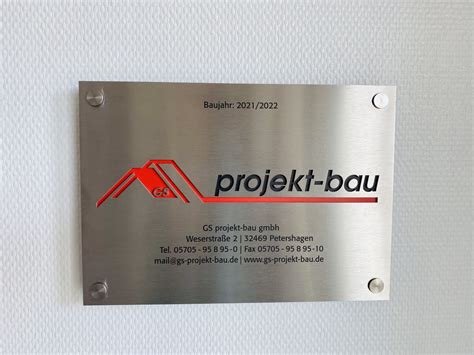 Baujahr: 2021/2022
GS projekt-bau
GS projekt-bau gmbh
Weserstraße 2 | 32469 Petershagen
Tel. 05705 - 95 8 95-0 | Fax 05705 - 95 8 95-10
mail@gs-projekt-bau.de | www.gs-projekt-bau.de